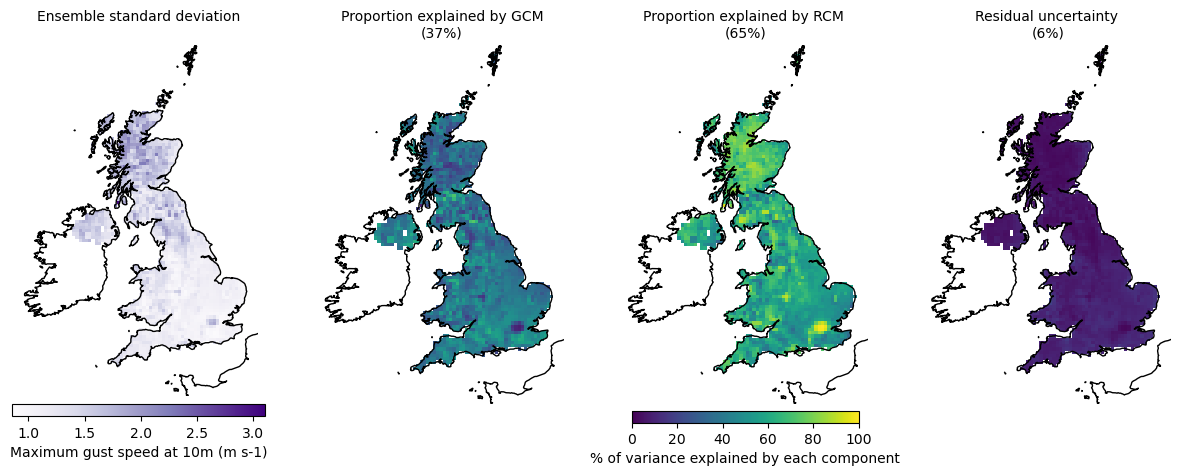 Ensemble standard deviation
Proportion explained by GCM
(37%)
Proportion explained by RCM
(65%)
Residual uncertainty
(6%)
1.0 1.5 2.0 2.5 3.0
Maximum gust speed at 10m (m s-1)
0 20 40 60 80 100
% of variance explained by each component